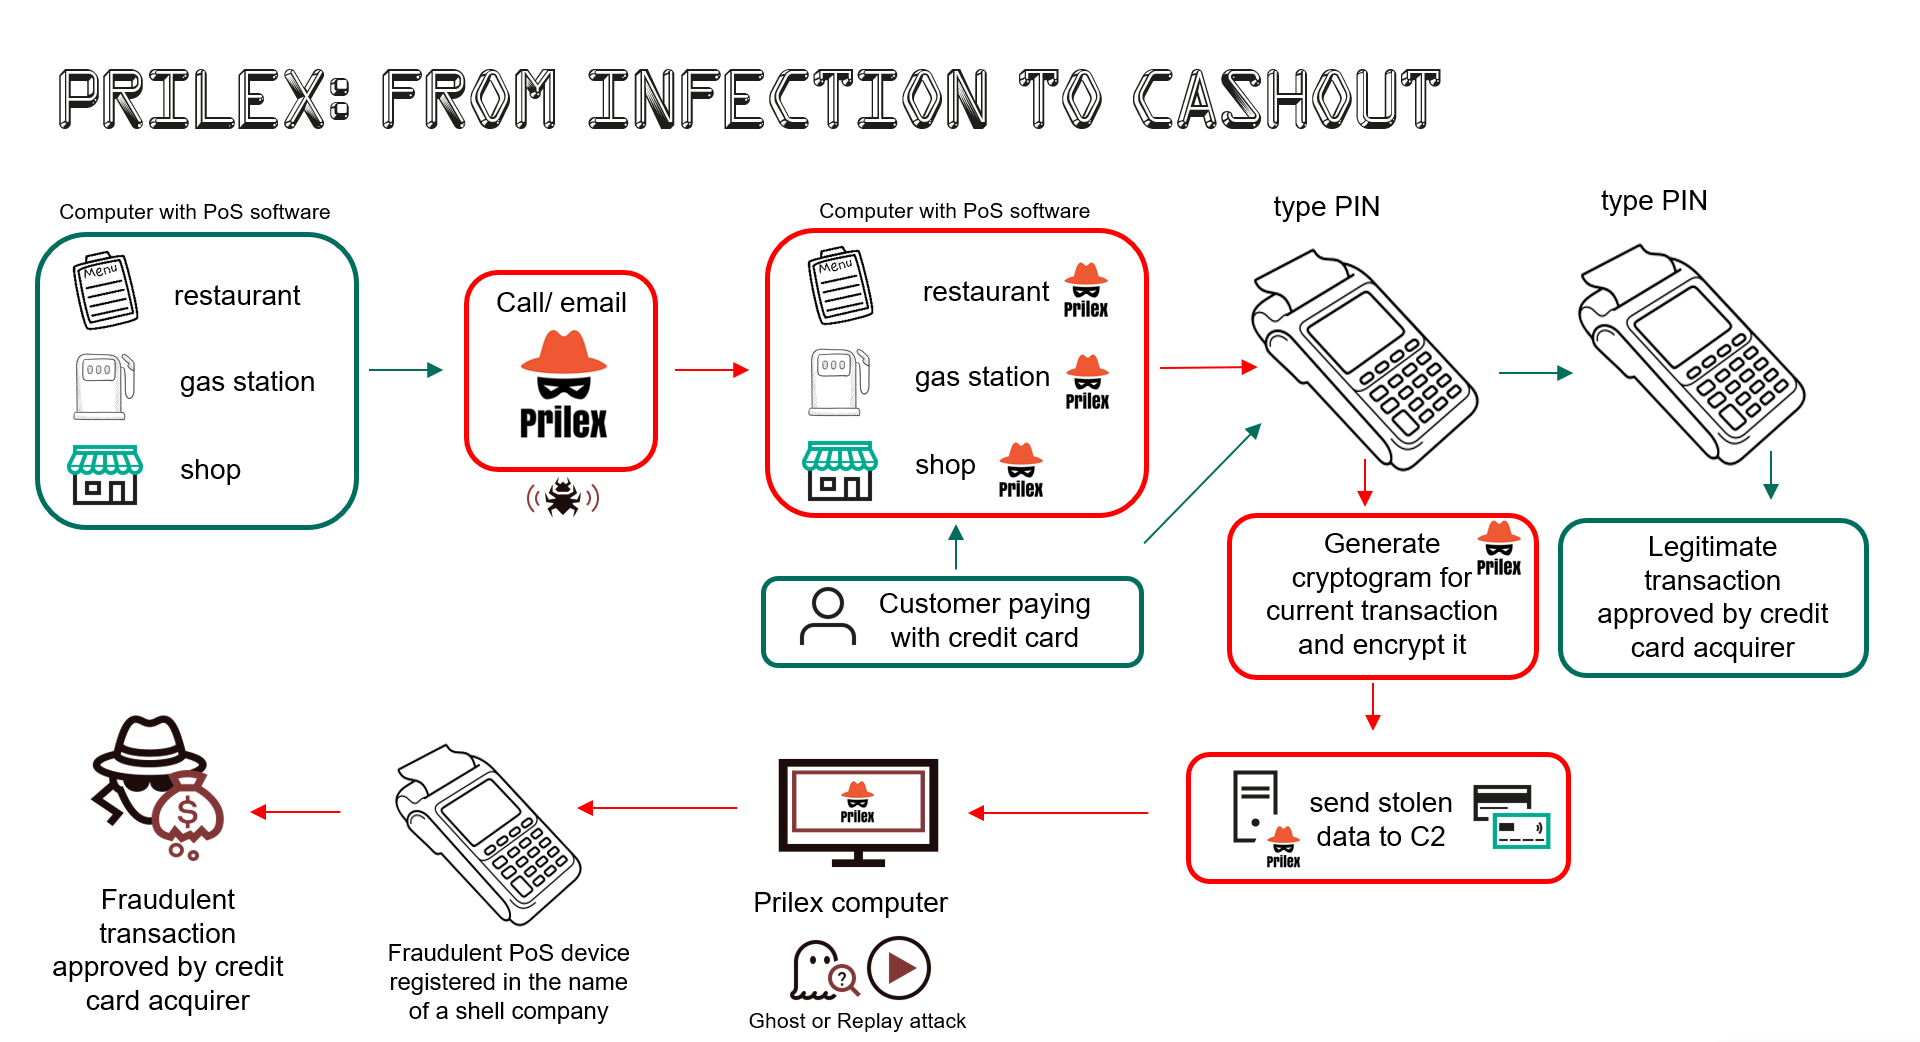 PRILEX: FROM INFECTION TO CASHOUT
Computer with PoS software
Menu
restaurant
000
gas station
shop
Call/ email
Prilex
Computer with PoS software
Menu
restaurant
Prilex
000
gas station
Prilex
shop
Prilex
Customer paying
with credit card
type PIN
type PIN
Generate
cryptogram for
current transaction
and encrypt it
Prilex
Legitimate
transaction
approved by credit
card acquirer
send stolen
data to C2
Prilex
Prilex
Prilex computer
?
Ghost or Replay attack
Fraudulent PoS device
registered in the name
of a shell company
$
Fraudulent
transaction
approved by credit
card acquirer